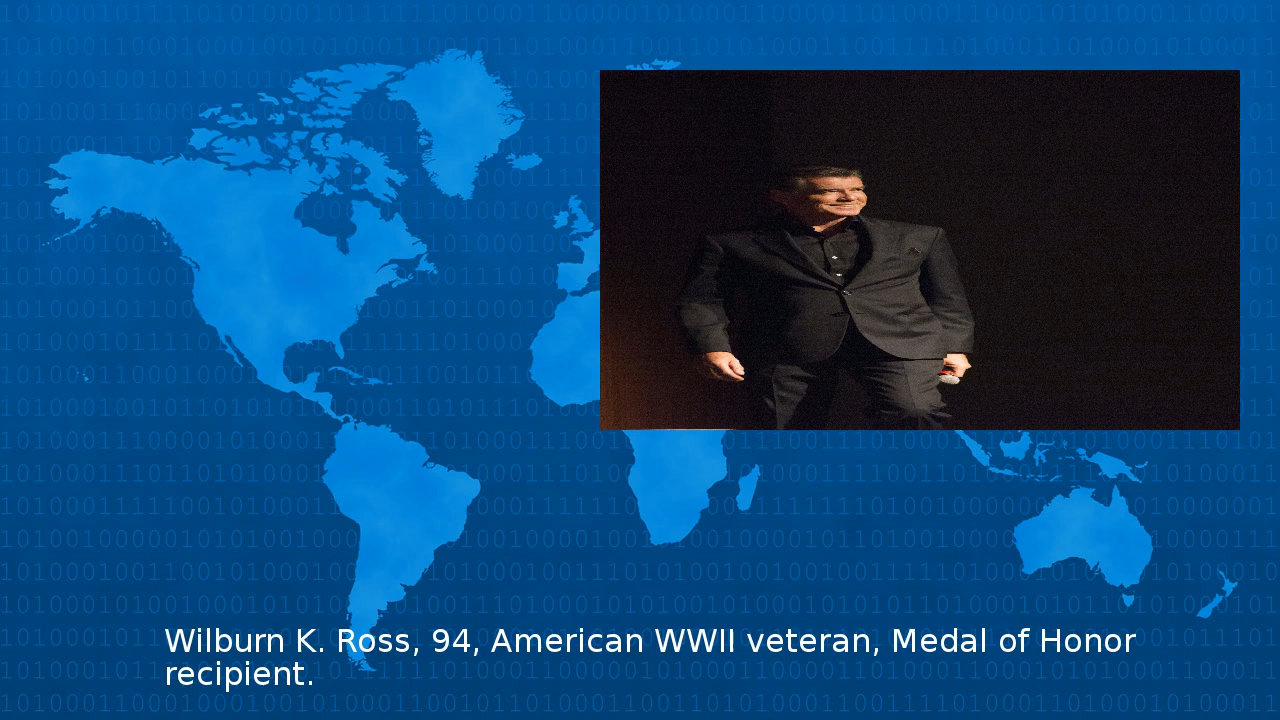 Wilburn K. Ross, 94, American WWII veteran, Medal of Honor
recipient.